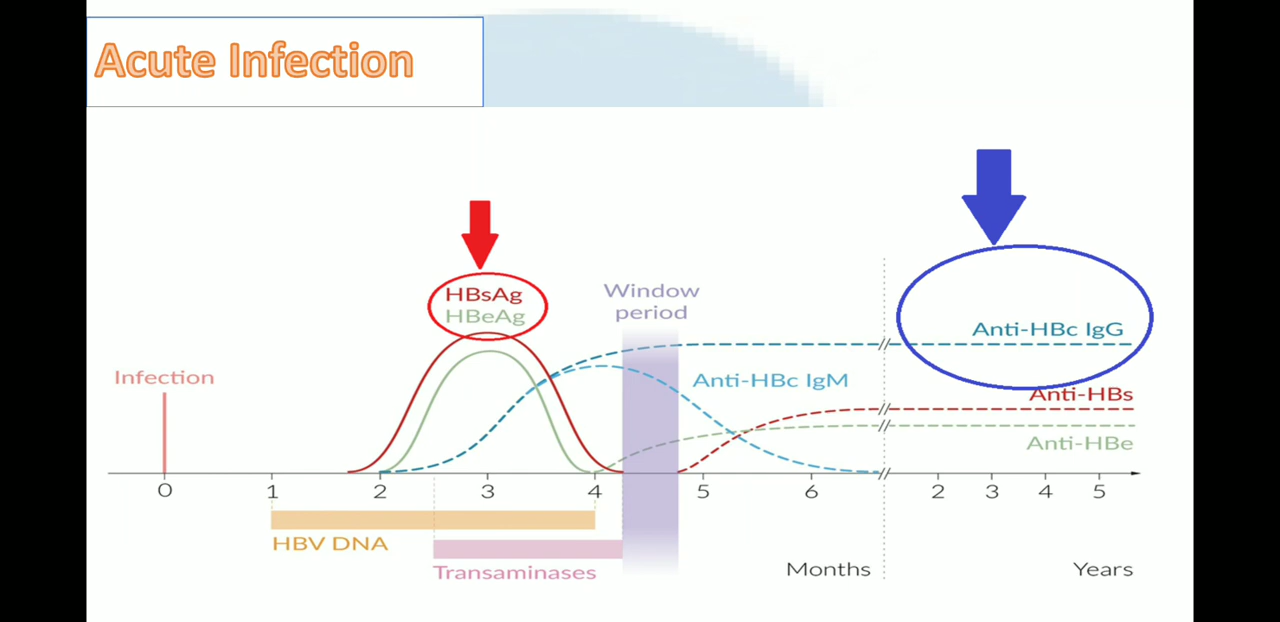 Acute Infection
HBsAg
HBeAg
Window
period
Infection
Anti-HBc IgM
Anti-HBc IgG
Anti-HBs
Anti-HBe
0 1 2 3 4 5 6 2 3 4 5
HBV DNA
Transaminases
Months
Years